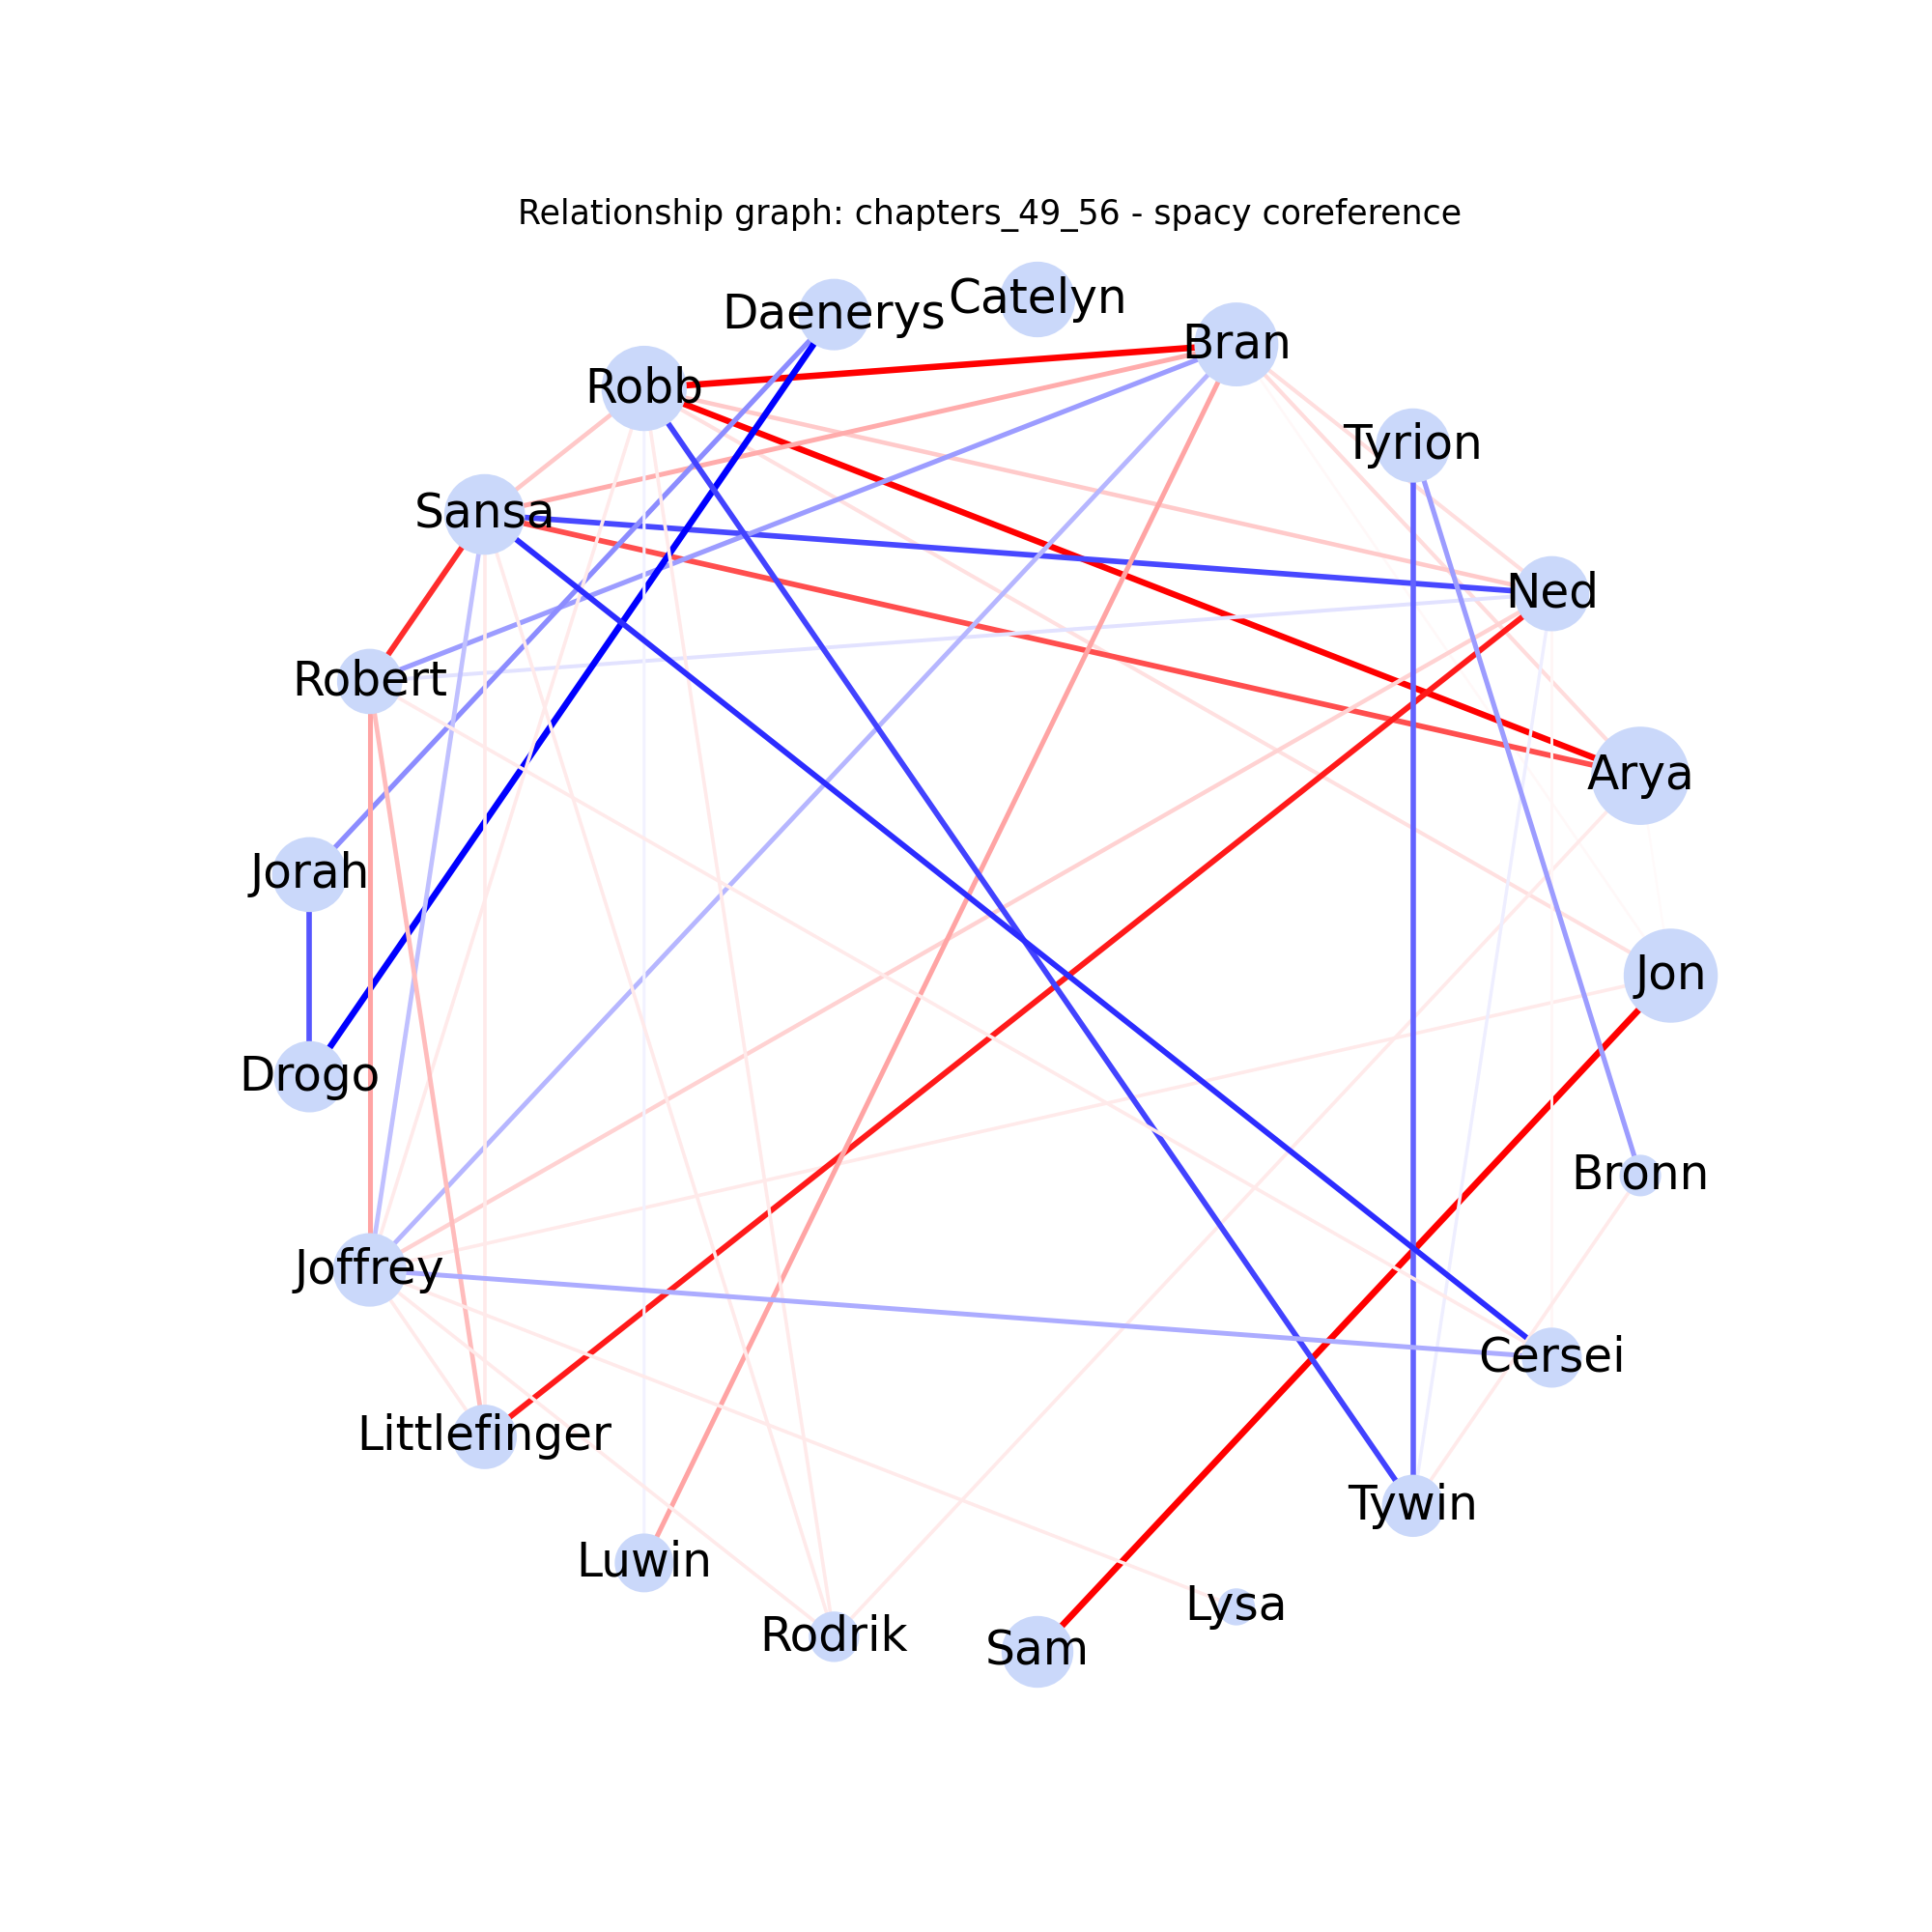 Relationship graph: chapters_49_56 - spacy coreference
Catelyn
Daenerys
Bran
Robb
Tyrion
Sansa
Ned
Robert
Arya
Jorah
Jon
Drogo
Bronn
Joffrey
Cersei
Littlefinger
Tywin
Luwin
Lysa
Rodrik
Sam